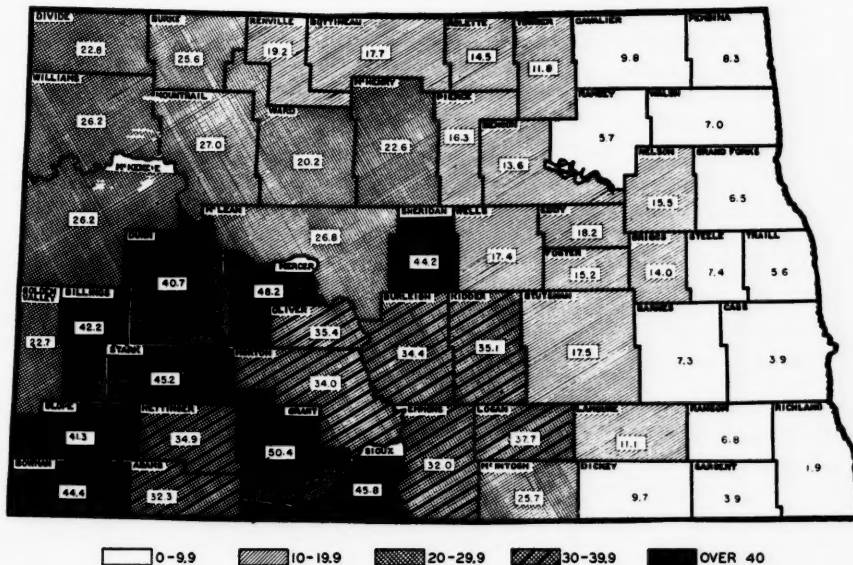 DIVIDE BURKE RENVILLE BOTTINEAU ROLETTE TOWNER CAVALIER PEMBINA
22.8 25.6 19.2 17.7 14.5 11.8 9.8 8.3
WILLIAMS MOUNTRAIL WARD McHENRY PIERCE BENSON RAMSEY WALSH
26.2 27.0 20.2 22.6 16.3 13.6 5.7 7.0
NELSON GRAND FORKS
15.5 6.5
McKENZIE McLEAN SHERIDAN WELLS EDDY
26.2 26.8 44.2 17.4 18.2
DUNN MERCER FOSTER GRIGGS STEELE TRAILL
40.7 48.2 15.2 14.0 7.4 5.6
GOLDEN VALLEY BILLINGS OLIVER BURLEIGH KIDDER STUTSMAN BARNES CASS
22.7 42.2 35.4 34.4 35.1 17.5 7.3 3.9
STARK MORTON
45.2 34.0
SLOPE HETTINGER GRANT EMMONS LOGAN LAMOURE RANSOM RICHLAND
41.3 34.9 50.4 32.0 37.7 11.1 6.8 1.9
BOWMAN ADAMS SIOUX McINTOSH DICKEY SARGENT
44.4 32.3 45.8 25.7 9.7 3.9
0-9.9 10-19.9 20-29.9 30-39.9 OVER 40